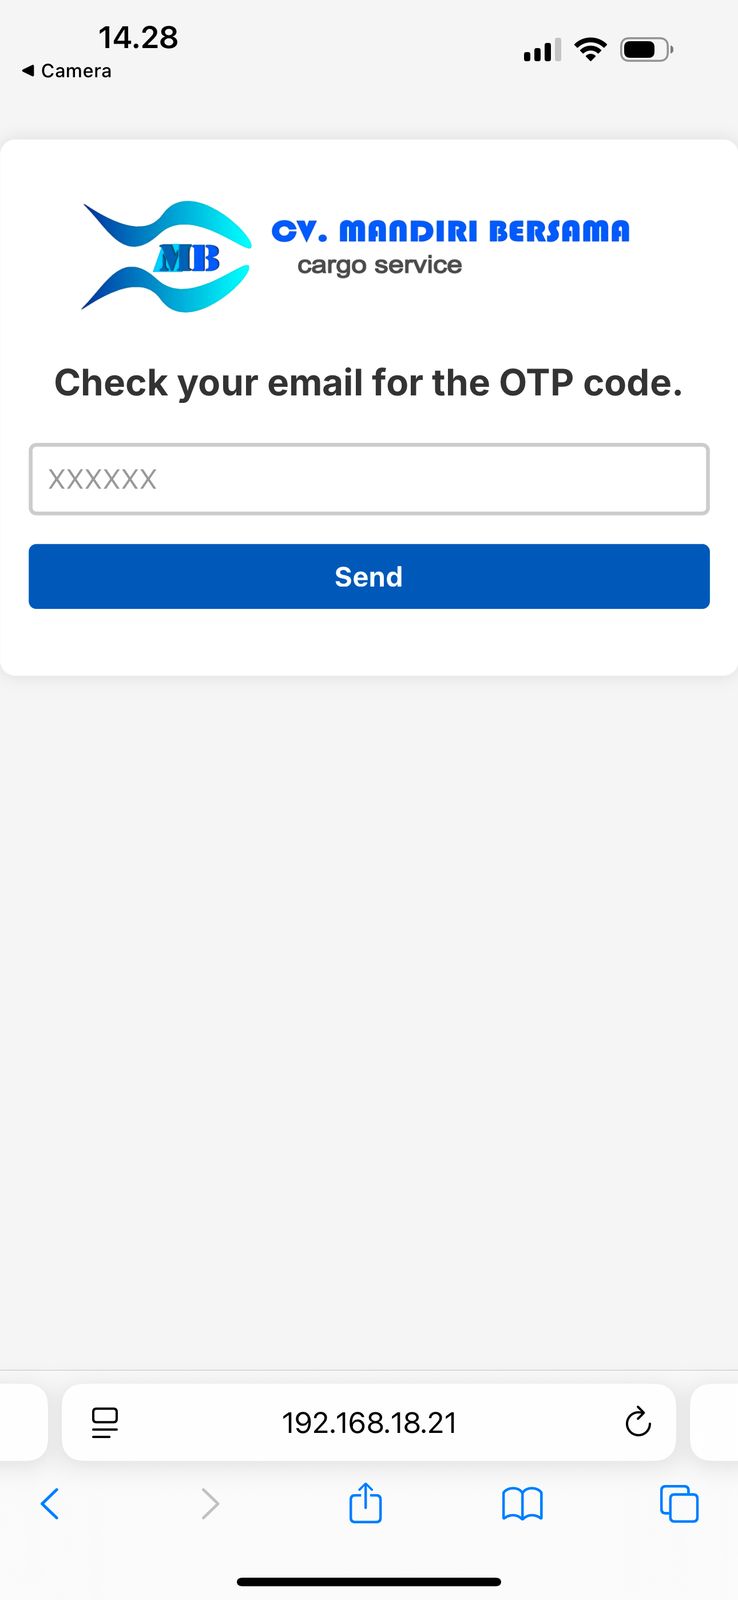 14.28
◀ Camera
MB
CV. MANDIRI BERSAMA
cargo service
Check your email for the OTP code.
XXXXXX
Send
192.168.18.21